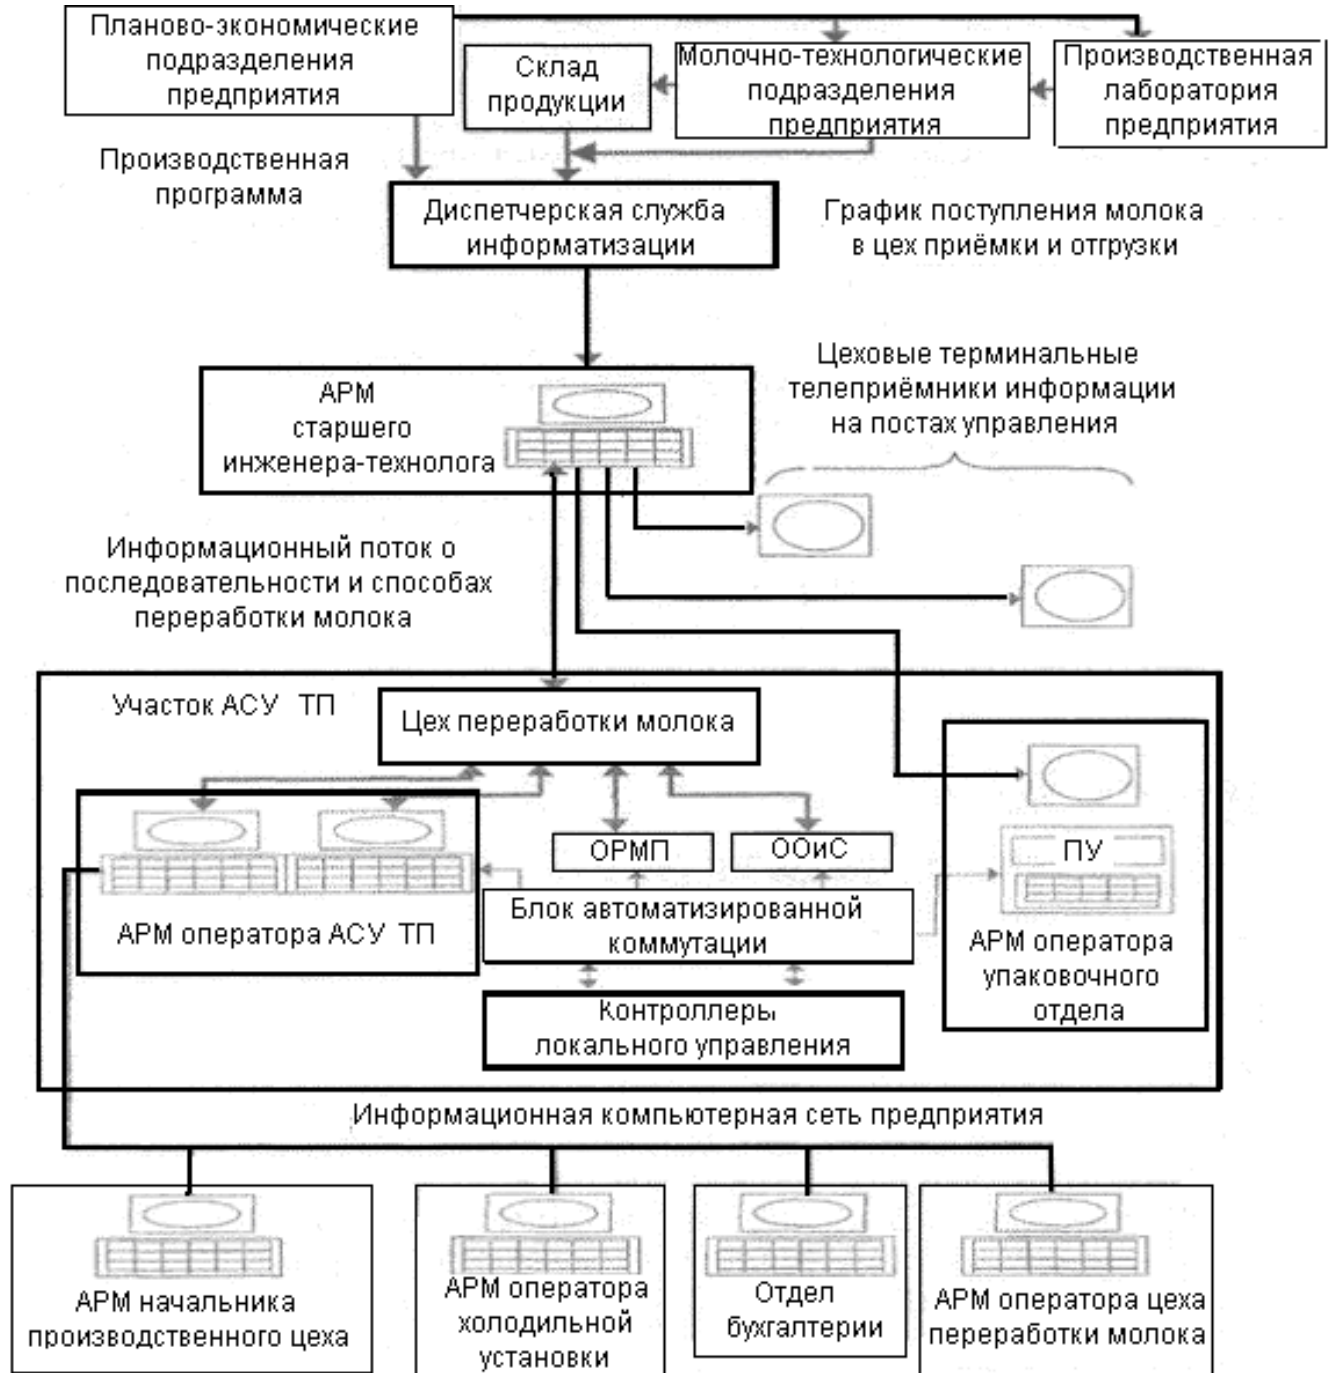 Планово-экономические
подразделения
предприятия
Склад
продукции
Молочно-технологические
подразделения
предприятия
Производственная
лаборатория
предприятия
Производственная
программа
Диспетчерская служба
информатизации
График поступления молока
в цех приёмки и отгрузки
АРМ
старшего
инженера-технолога
Цеховые терминальные
телеприёмники информации
на постах управления
Информационный поток о
последовательности и способах
переработки молока
Участок АСУ ТП
Цех переработки молока
ОРМП
ООиС
ПУ
АРМ оператора АСУ ТП
Блок автоматизированной
коммутации
АРМ оператора
упаковочного
отдела
Контроллеры
локального управления
Информационная компьютерная сеть предприятия
АРМ начальника
производственного цеха
АРМ оператора
холодильной
установки
Отдел
бухгалтерии
АРМ оператора цеха
переработки молока